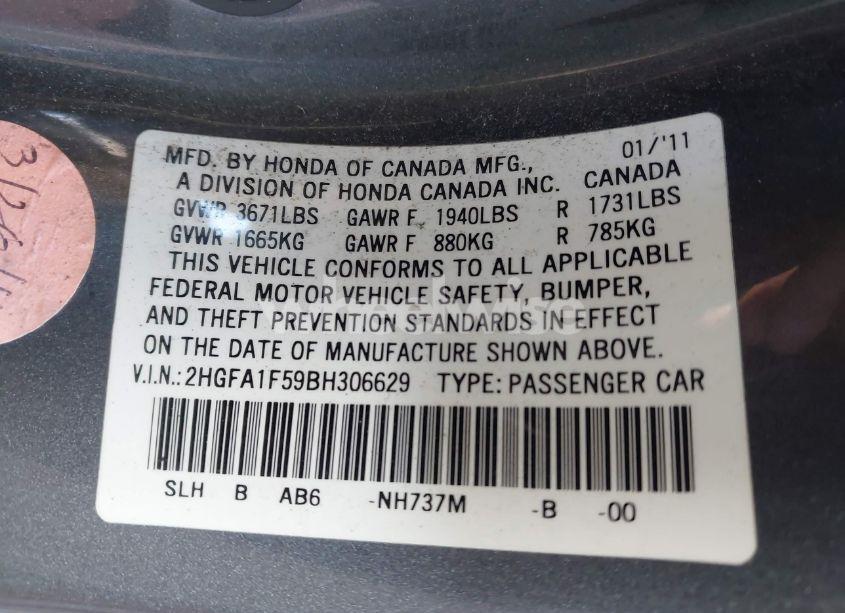 MFD. BY HONDA OF CANADA MFG., 01/'11
A DIVISION OF HONDA CANADA INC. CANADA
GVWR 3671LBS GAWR F 1940LBS R 1731LBS
GVWR 1665KG GAWR F 880KG R 785KG
THIS VEHICLE CONFORMS TO ALL APPLICABLE
FEDERAL MOTOR VEHICLE SAFETY, BUMPER,
AND THEFT PREVENTION STANDARDS IN EFFECT
ON THE DATE OF MANUFACTURE SHOWN ABOVE.
V.I.N.: 2HGFA1F59BH306629 TYPE: PASSENGER CAR
SLH B AB6 -NH737M -B -00